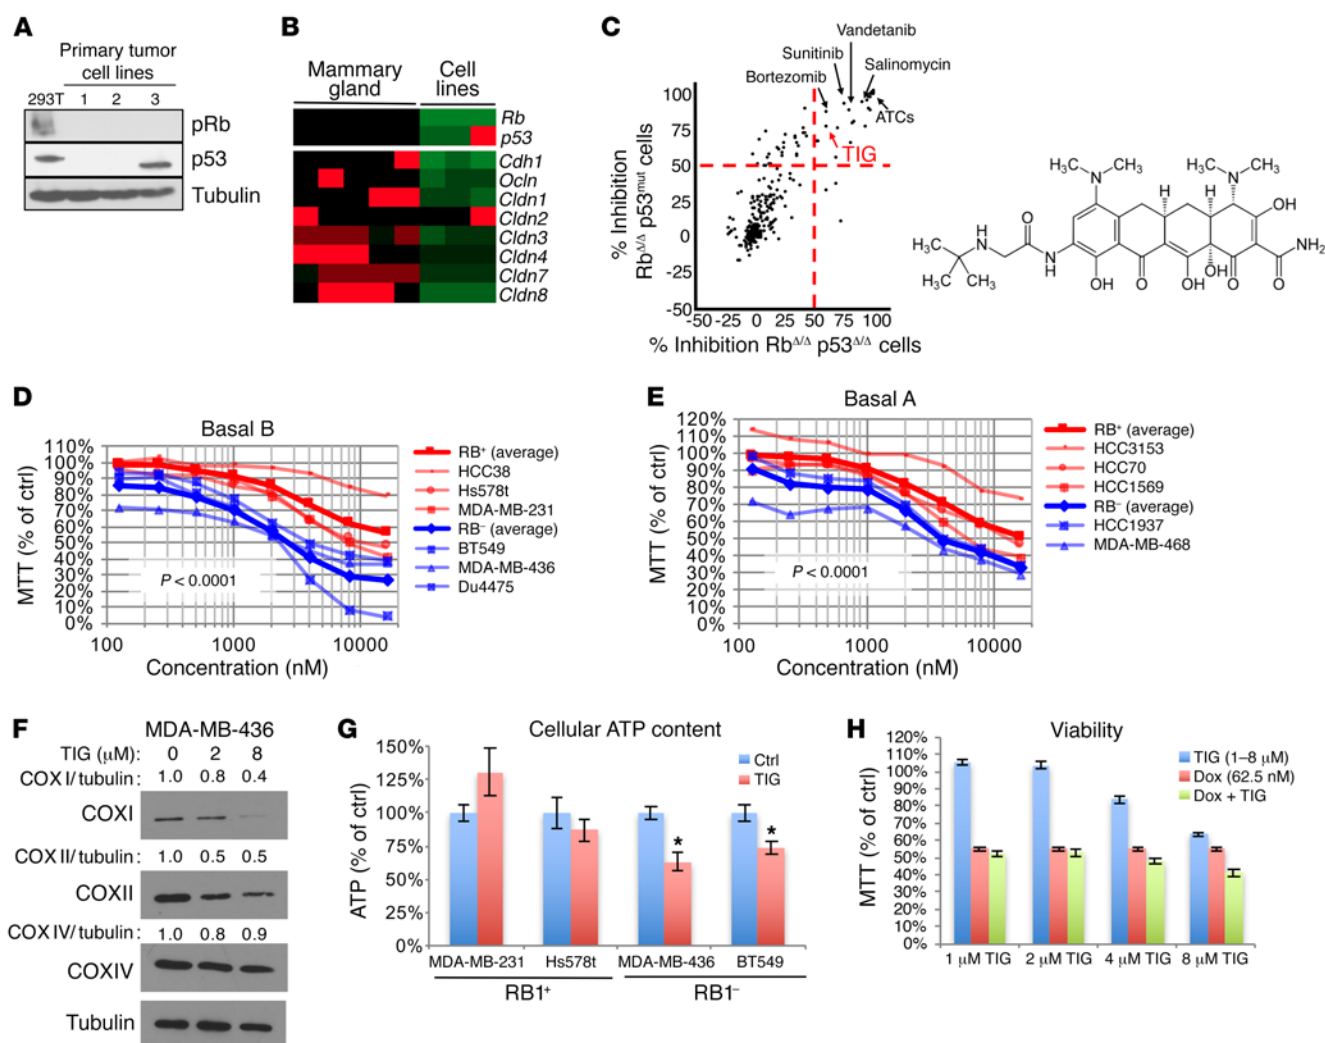 A
Primary tumor
cell lines
293T 1 2 3
pRb
p53
Tubulin
B
Mammary gland
Cell lines
Rb
p53
Cdh1
Ocln
Cldn1
Cldn2
Cldn3
Cldn4
Cldn7
Cldn8
C
Vandetanib
Sunitinib
Salinomycin
Bortezomib
ATCs
TIG
% Inhibition
RbΔ/Δ p53mut cells
100
75
50
25
0
-25
-50
-50 -25 0 25 50 75 100
% Inhibition RbΔ/Δ p53Δ/Δ cells
H3C N CH3
H3C N CH3
H H
OH
H3C
H
N
O
NH2
H3C
CH3
N
H
OH O OH OH O O
D
Basal B
MTT (% of ctrl)
110%
100%
90%
80%
70%
60%
50%
40%
30%
20%
10%
0%
P < 0.0001
100 1000 10000
Concentration (nM)
RB+ (average)
HCC38
Hs578t
MDA-MB-231
RB– (average)
BT549
MDA-MB-436
Du4475
E
Basal A
MTT (% of ctrl)
120%
110%
100%
90%
80%
70%
60%
50%
40%
30%
20%
10%
0%
P < 0.0001
100 1000 10000
Concentration (nM)
RB+ (average)
HCC3153
HCC70
HCC1569
RB– (average)
HCC1937
MDA-MB-468
F
MDA-MB-436
TIG (μM): 0 2 8
COX I/tubulin: 1.0 0.8 0.4
COXI
COX II/tubulin: 1.0 0.5 0.5
COXII
COX IV/tubulin: 1.0 0.8 0.9
COXIV
Tubulin
G
Cellular ATP content
ATP (% of ctrl)
150%
125%
100%
75%
50%
25%
0%
Ctrl
TIG
* *
MDA-MB-231 Hs578t MDA-MB-436 BT549
RB1+ RB1–
H
Viability
MTT (% of ctrl)
120%
110%
100%
90%
80%
70%
60%
50%
40%
30%
20%
10%
0%
TIG (1–8 μM)
Dox (62.5 nM)
Dox + TIG
1 μM TIG 2 μM TIG 4 μM TIG 8 μM TIG